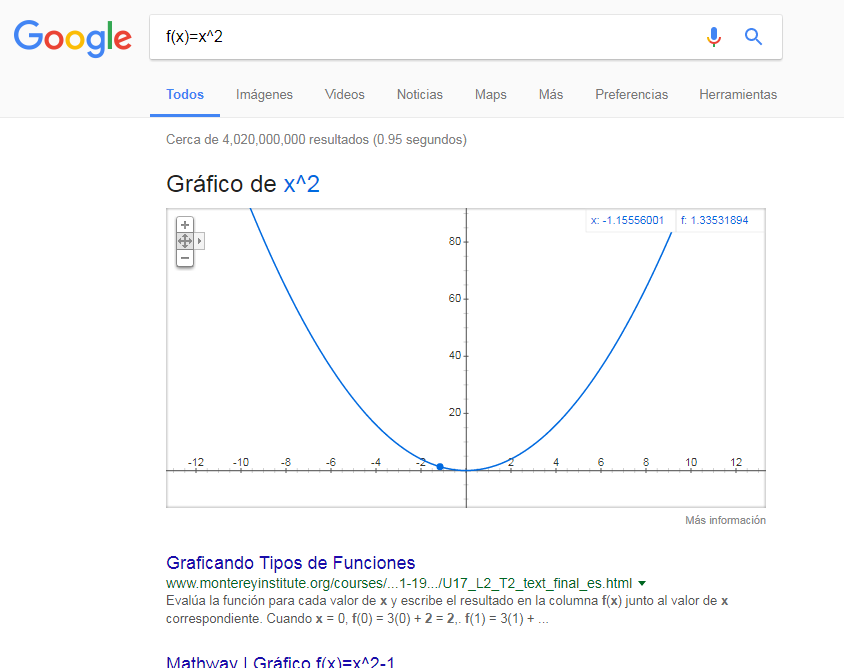 Google
f(x)=x^2
Todos Imágenes Videos Noticias Maps Más Preferencias Herramientas
Cerca de 4,020,000,000 resultados (0.95 segundos)
Gráfico de x^2
x: -1.15556001 f: 1.33531894
80
60
40
20
-12 -10 -8 -6 -4 -2 2 4 6 8 10 12
Más información
Graficando Tipos de Funciones
www.montereyinstitute.org/courses/...1-19.../U17_L2_T2_text_final_es.html
Evalúa la función para cada valor de x y escribe el resultado en la columna f(x) junto al valor de x
correspondiente. Cuando x = 0, f(0) = 3(0) + 2 = 2,. f(1) = 3(1) + ...
Mathway | Gráfico f(x)=x^2-1